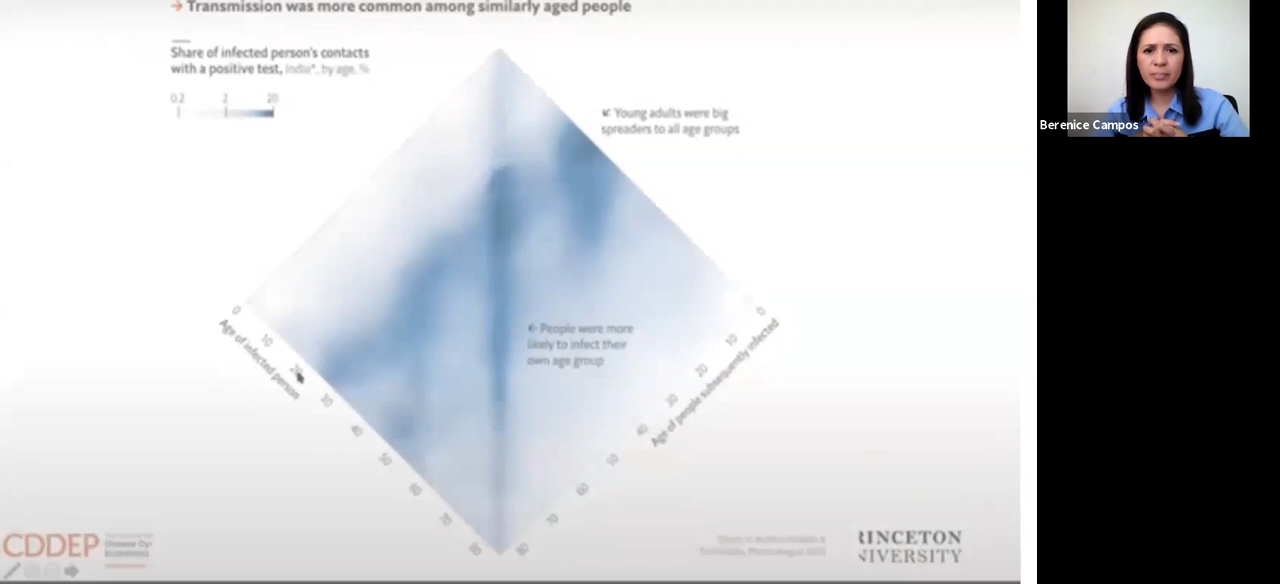 → Transmission was more common among similarly aged people
Share of infected person's contacts
with a positive test, India*, by age, %
0.2 2 20
↙ Young adults were big
spreaders to all age groups
← People were more
likely to infect their
own age group
0
10
20
30
40
50
60
70
80
Age of infected person
0
10
20
30
40
50
60
70
80
Age of people subsequently infected
CDDEP
RINCETON
NIVERSITY
Berenice Campos